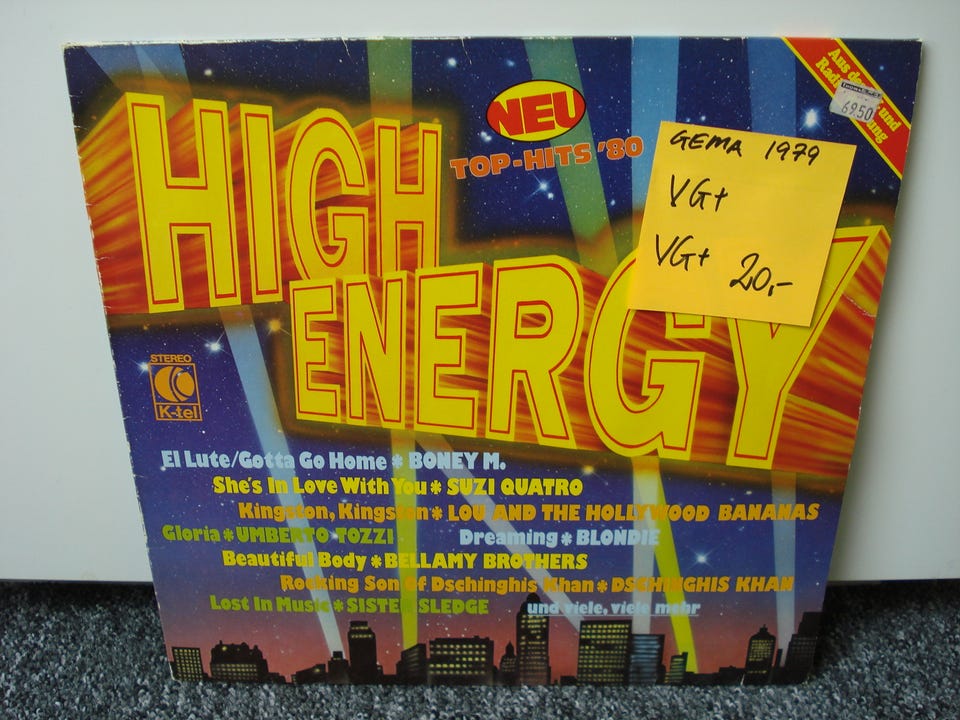 NEU
TOP-HITS '80
HIGH
ENERGY
69.50
GEMA 1979
VG+
VG+ 20,-
STEREO
K-tel
El Lute/Gotta Go Home * BONEY M.
She's In Love With You * SUZI QUATRO
Kingston, Kingston * LOU AND THE HOLLYWOOD BANANAS
Gloria * UMBERTO TOZZI Dreaming * BLONDIE
Beautiful Body * BELLAMY BROTHERS
Rocking Son Of Dschinghis Khan * DSCHINGHIS KHAN
Lost In Music * SISTER SLEDGE und viele, viele mehr